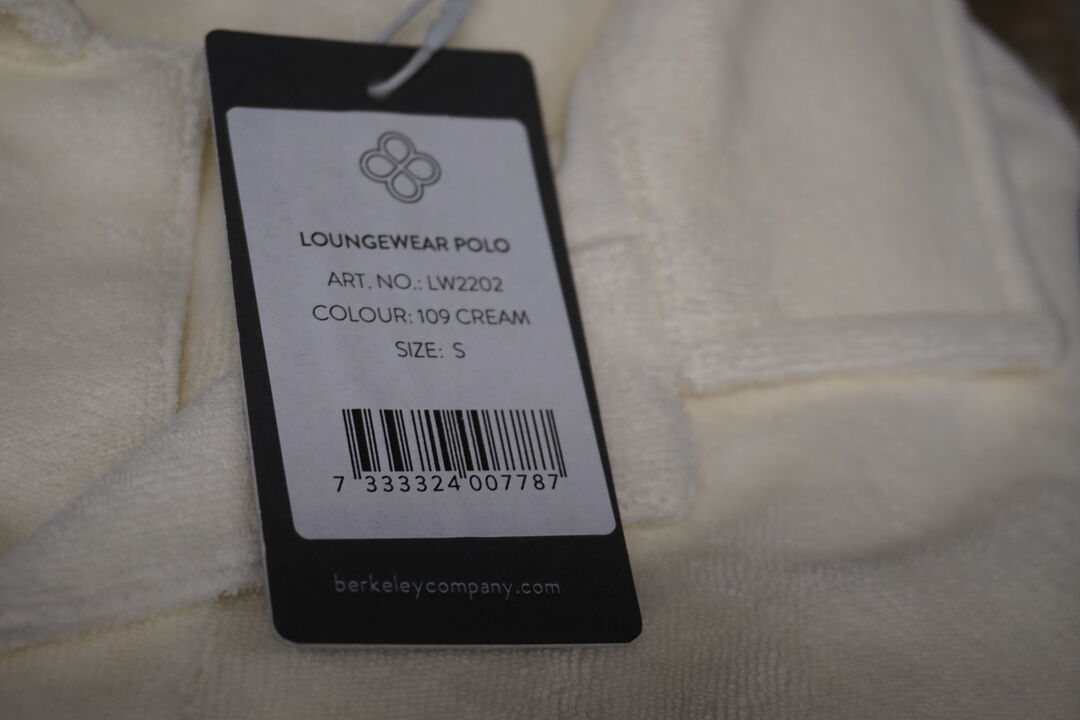 LOUNGEWEAR POLO
ART. NO.: LW2202
COLOUR: 109 CREAM
SIZE: S
7 333324 007787
berkeleycompany.com